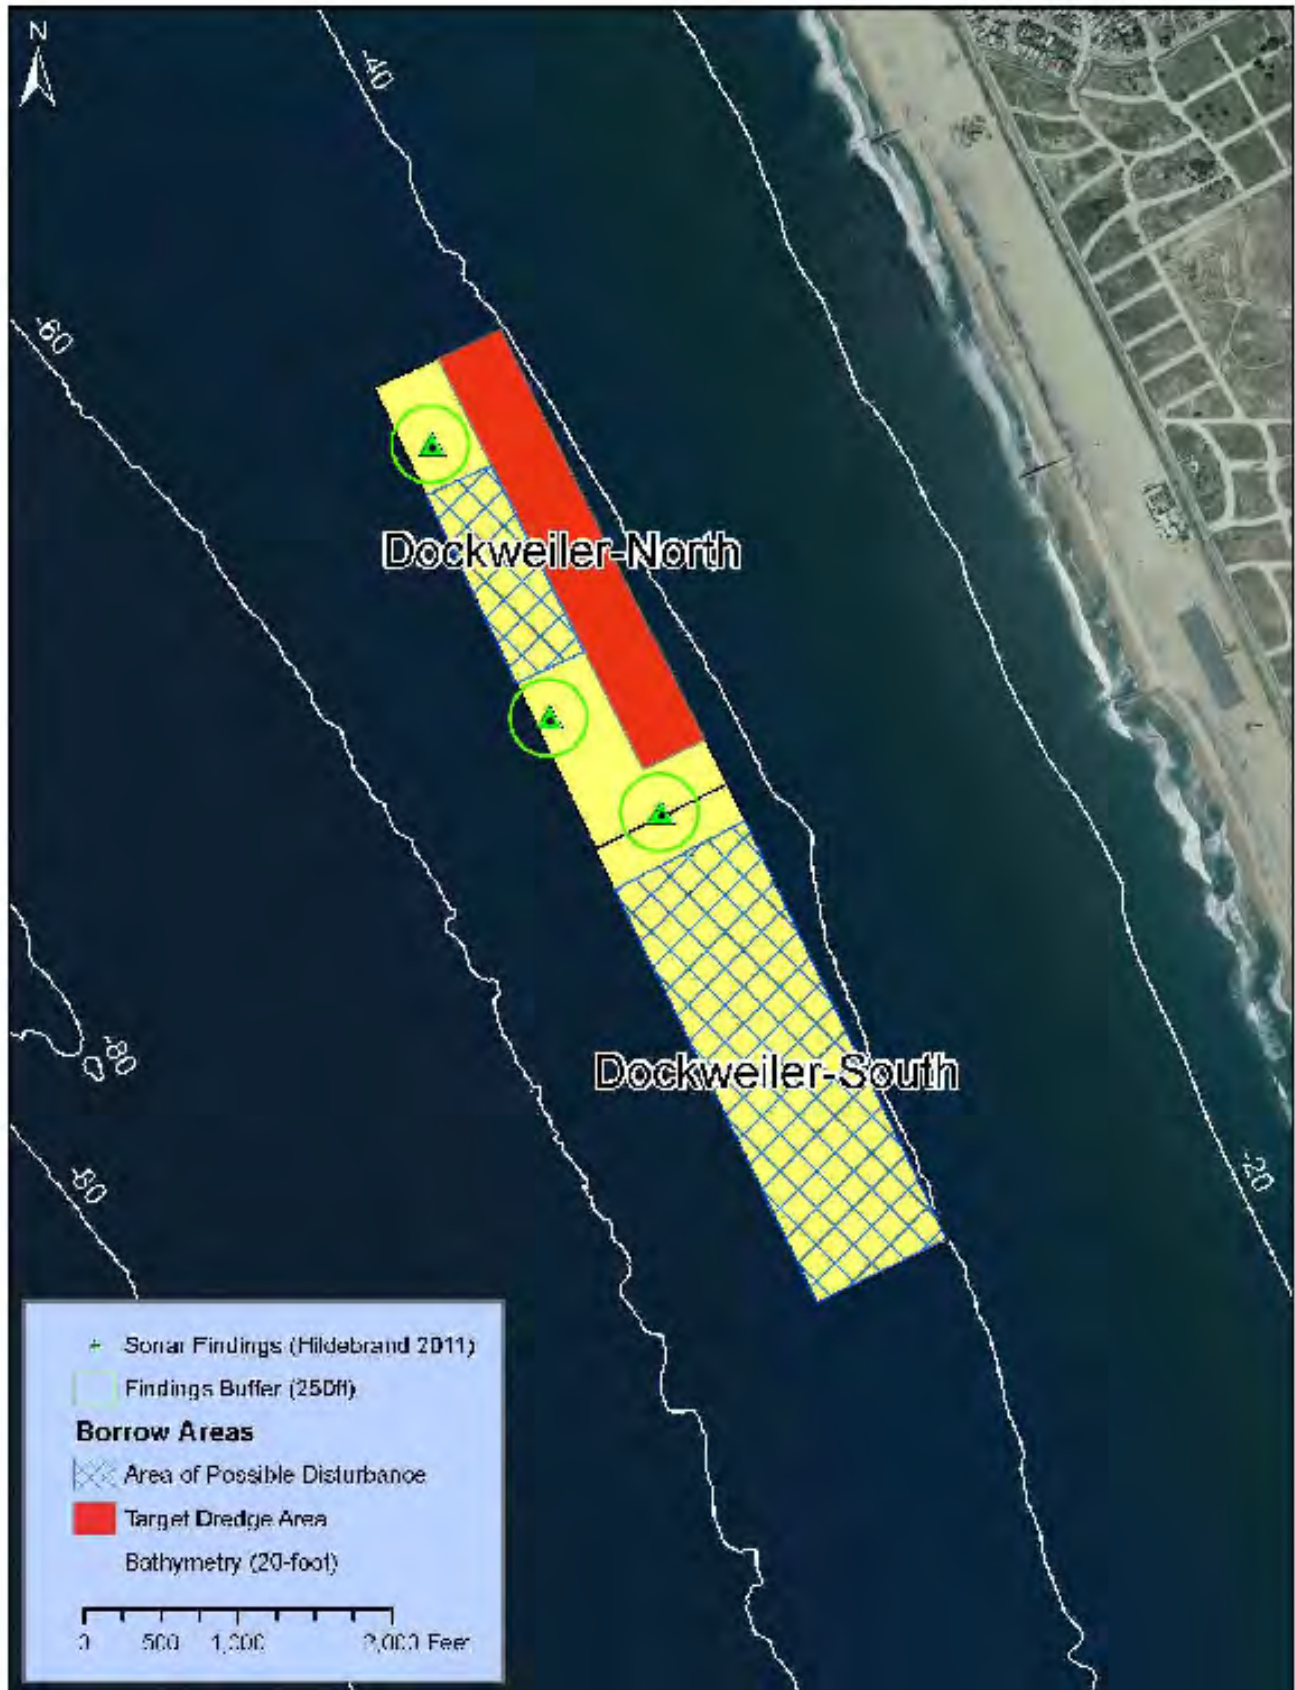 N
-40
-60
Dockweiler-North
Dockweiler-South
-80
-80
-20
Sonar Findings (Hildebrand 2011)
Findings Buffer (250ft)
Borrow Areas
Area of Possible Disturbance
Target Dredge Area
Bathymetry (20-foot)
0 500 1,000 2,000 Feet